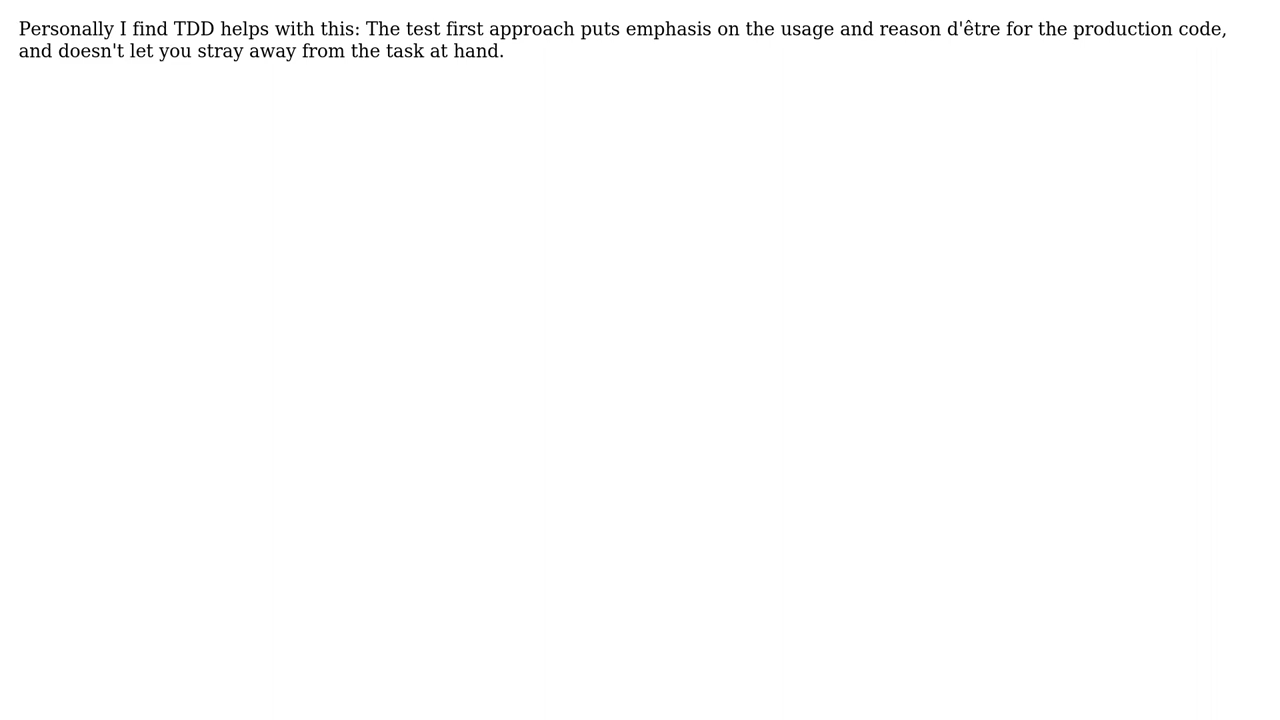 Personally I find TDD helps with this: The test first approach puts emphasis on the usage and reason d'être for the production code,
and doesn't let you stray away from the task at hand.